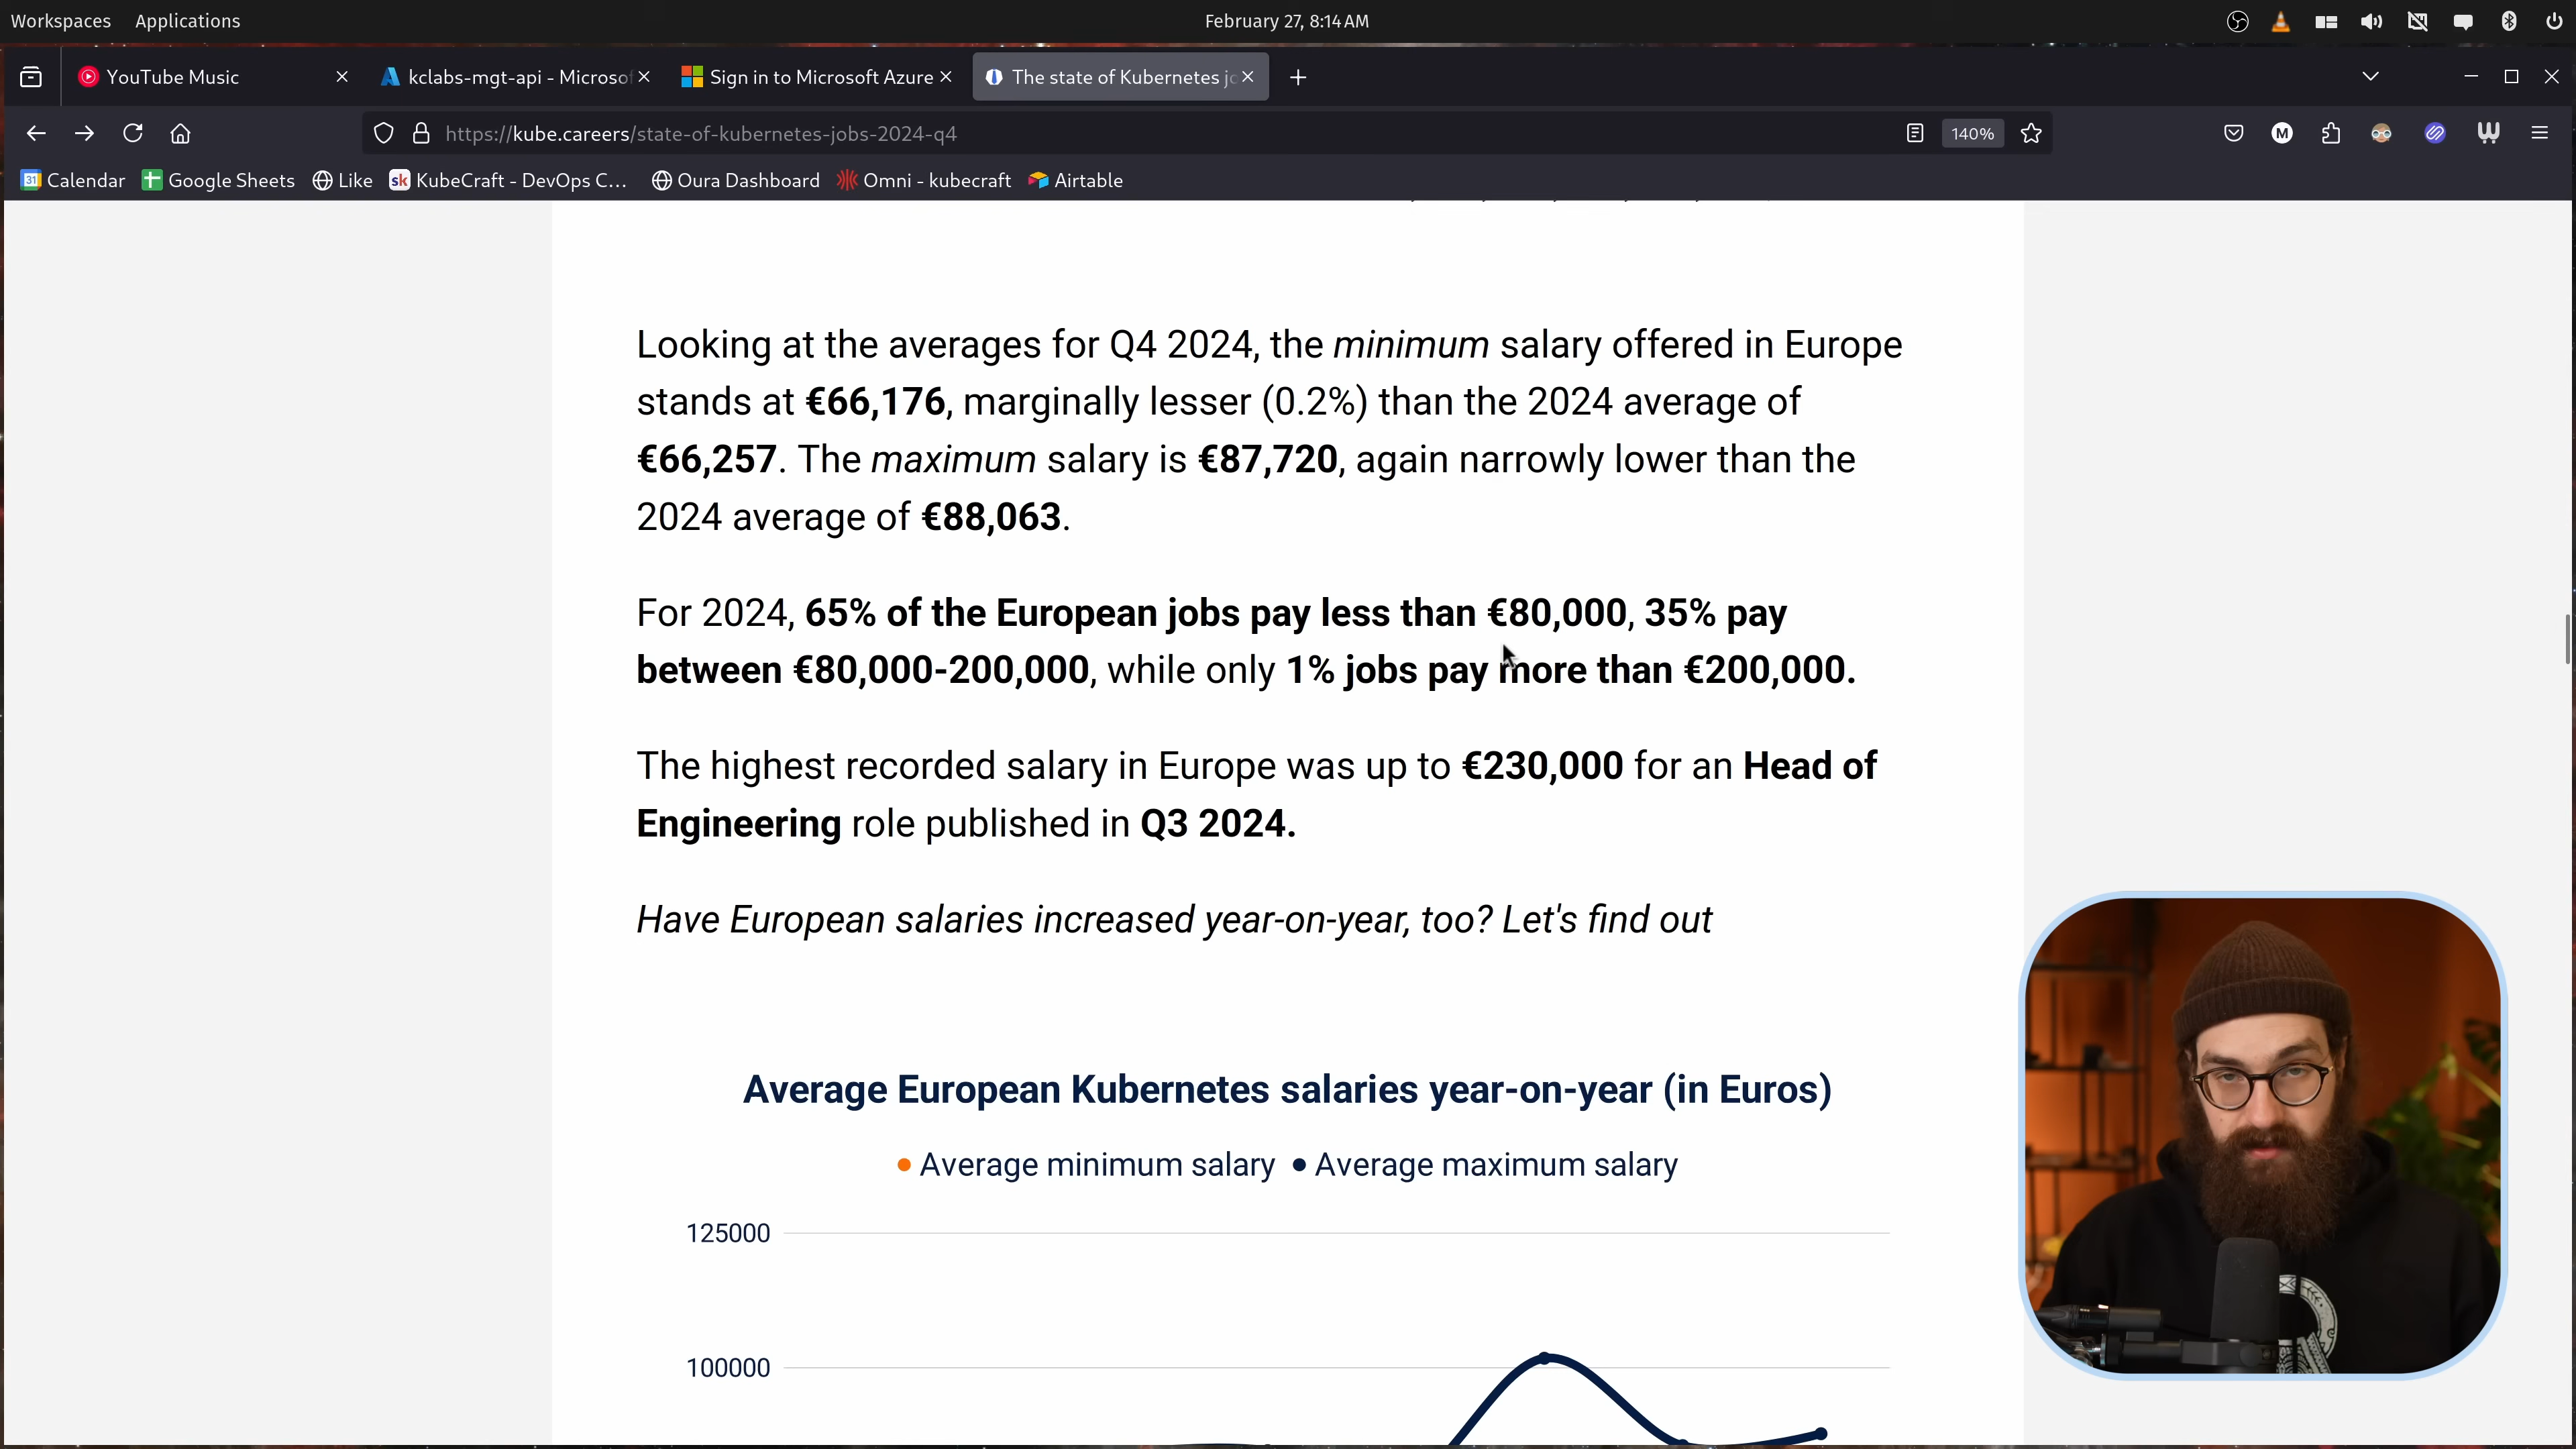 Workspaces Applications February 27, 8:14 AM
YouTube Music kclabs-mgt-api - Microsof Sign in to Microsoft Azure The state of Kubernetes jo
https://kube.careers/state-of-kubernetes-jobs-2024-q4 140% M
31 Calendar Google Sheets Like sk KubeCraft - DevOps C... Oura Dashboard Omni - kubecraft Airtable
Looking at the averages for Q4 2024, the minimum salary offered in Europe
stands at €66,176, marginally lesser (0.2%) than the 2024 average of
€66,257. The maximum salary is €87,720, again narrowly lower than the
2024 average of €88,063.
For 2024, 65% of the European jobs pay less than €80,000, 35% pay
between €80,000-200,000, while only 1% jobs pay more than €200,000.
The highest recorded salary in Europe was up to €230,000 for an Head of
Engineering role published in Q3 2024.
Have European salaries increased year-on-year, too? Let's find out
Average European Kubernetes salaries year-on-year (in Euros)
Average minimum salary Average maximum salary
125000
100000